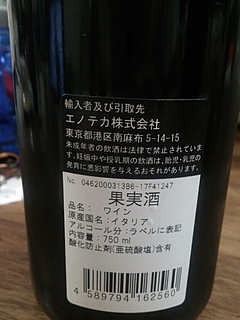 輸入者及び引取先
エノテカ株式会社
東京都港区南麻布 5-14-15
未成年者の飲酒は法律で禁止されていま
す。妊娠中や授乳期の飲酒は、胎児・乳児の
発育に悪影響を与えるおそれがあります。
No. 0462000313B6-17F41247
果実酒
品名: ワイン
原産国名:イタリア
アルコール分:ラベルに表記
容量:750 ml
酸化防止剤(亜硫酸塩)含有
4 589794 162560